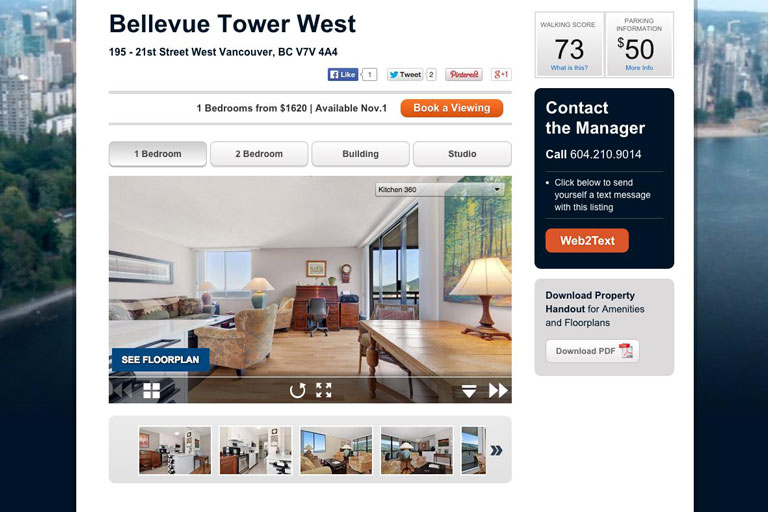 Bellevue Tower West
195 - 21st Street West Vancouver, BC V7V 4A4
Like 1 Tweet 2 Pinterest +1
1 Bedrooms from $1620 | Available Nov.1 Book a Viewing
1 Bedroom 2 Bedroom Building Studio
Kitchen 360
SEE FLOORPLAN
WALKING SCORE
73
What is this?
PARKING
INFORMATION
$50
More Info
Contact
the Manager
Call 604.210.9014
• Click below to send
yourself a text message
with this listing
Web2Text
Download Property
Handout for Amenities
and Floorplans
Download PDF